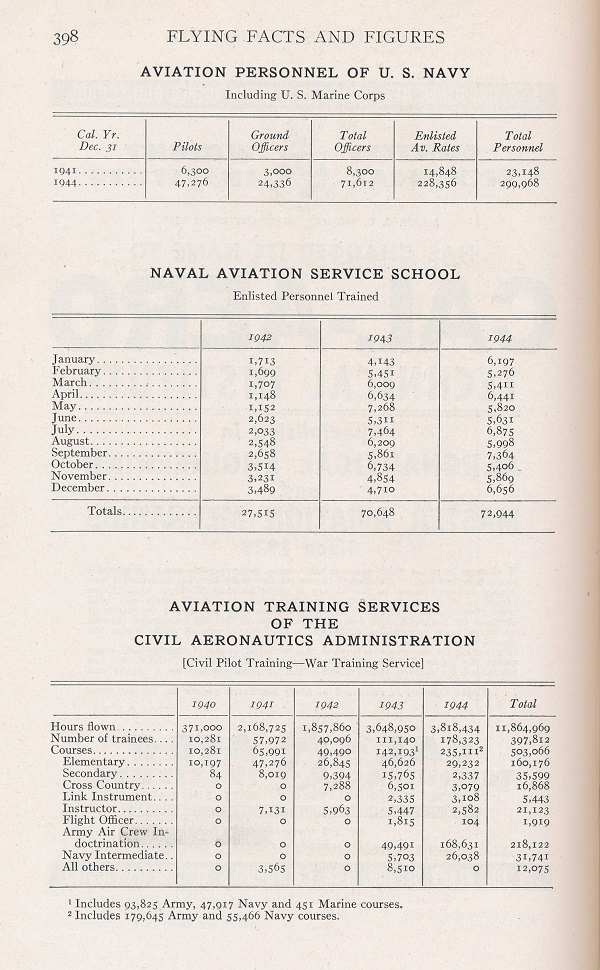 398 FLYING FACTS AND FIGURES
AVIATION PERSONNEL OF U. S. NAVY
Including U. S. Marine Corps
Cal. Yr. Dec. 31 Pilots Ground Officers Total Officers Enlisted Av. Rates Total Personnel
1941........... 6,300 3,000 8,300 14,848 23,148
1944........... 47,276 24,336 71,612 228,356 299,968
NAVAL AVIATION SERVICE SCHOOL
Enlisted Personnel Trained
1942 1943 1944
January................ 1,713 4,143 6,197
February............... 1,699 5,451 5,276
March................. 1,707 6,009 5,411
April.................. 1,148 6,634 6,441
May................... 1,152 7,268 5,820
June................... 2,623 5,311 5,631
July................... 2,033 7,464 6,875
August................. 2,548 6,209 5,998
September.............. 2,658 5,861 7,364
October................ 3,514 6,734 5,406
November.............. 3,231 4,854 5,869
December.............. 3,489 4,710 6,656
Totals............ 27,515 70,648 72,944
AVIATION TRAINING SERVICES
OF THE
CIVIL AERONAUTICS ADMINISTRATION
[Civil Pilot Training—War Training Service]
1940 1941 1942 1943 1944 Total
Hours flown ......... 371,000 2,168,725 1,857,860 3,648,950 3,818,434 11,864,969
Number of trainees.... 10,281 57,972 40,096 111,140 178,323 397,812
Courses............. 10,281 65,991 49,490 142,193¹ 235,111² 503,066
Elementary......... 10,197 47,276 26,845 46,626 29,232 160,176
Secondary......... 84 8,019 9,394 15,765 2,337 35,599
Cross Country...... 0 0 7,288 6,501 3,079 16,868
Link Instrument.... 0 0 0 2,335 3,108 5,443
Instructor.......... 0 7,131 5,963 5,447 2,582 21,123
Flight Officer....... 0 0 0 1,815 104 1,919
Army Air Crew In-
doctrination...... 0 0 0 49,491 168,631 218,122
Navy Intermediate.. 0 0 0 5,703 26,038 31,741
All others.......... 0 3,565 0 8,510 0 12,075
¹ Includes 93,825 Army, 47,917 Navy and 451 Marine courses.
² Includes 179,645 Army and 55,466 Navy courses.